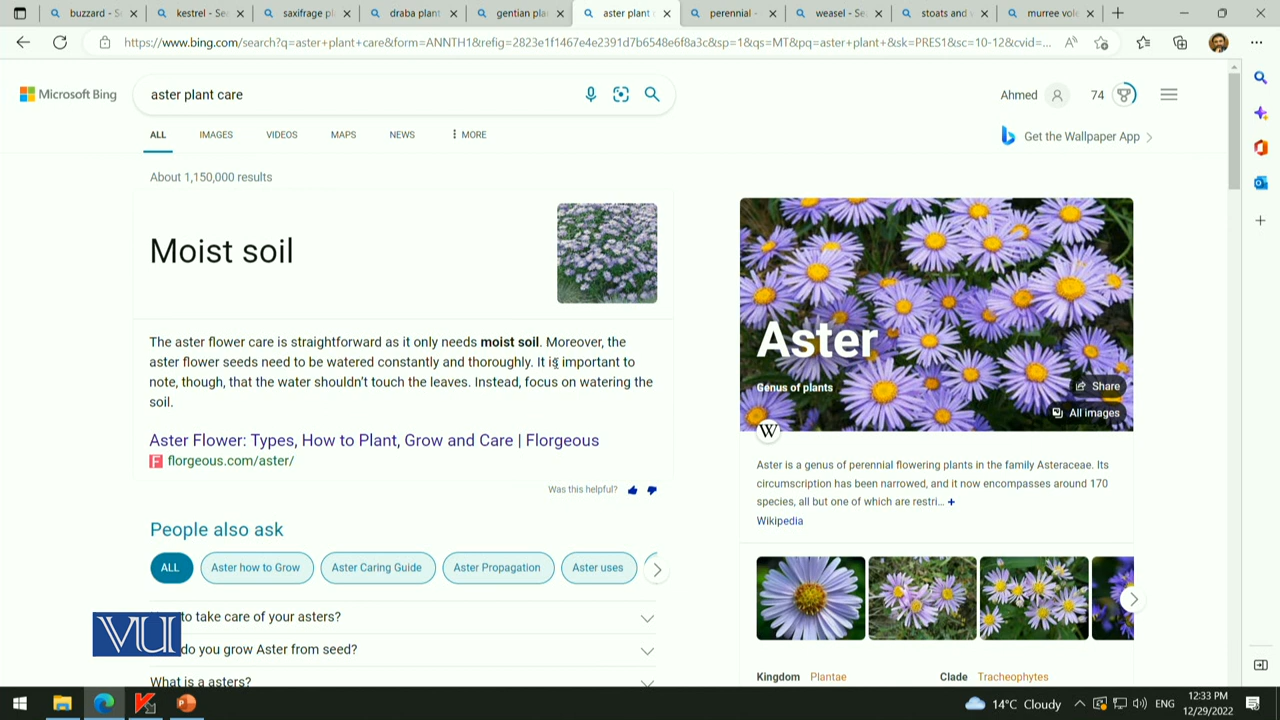 buzzard - Se
kestrel - Sea
saxifrage pl
draba plant
gentian pla
aster plant c
perennial -
weasel - Se
stoats and v
murree vole
https://www.bing.com/search?q=aster+plant+care&form=ANNTH1&refig=2823e1f1467e4e2391d7b6548e6f8a3c&sp=1&qs=MT&pq=aster+plant+&sk=PRES1&sc=10-12&cvid=...
Microsoft Bing
aster plant care
Ahmed
74
ALL
IMAGES
VIDEOS
MAPS
NEWS
MORE
Get the Wallpaper App
About 1,150,000 results
Moist soil
The aster flower care is straightforward as it only needs moist soil. Moreover, the
aster flower seeds need to be watered constantly and thoroughly. It is important to
note, though, that the water shouldn't touch the leaves. Instead, focus on watering the
soil.
Aster Flower: Types, How to Plant, Grow and Care | Florgeous
F
florgeous.com/aster/
Was this helpful?
People also ask
ALL
Aster how to Grow
Aster Caring Guide
Aster Propagation
Aster uses
to take care of your asters?
do you grow Aster from seed?
What is a asters?
VU
Aster
Genus of plants
Share
All images
W
Aster is a genus of perennial flowering plants in the family Asteraceae. Its
circumscription has been narrowed, and it now encompasses around 170
species, all but one of which are restri... +
Wikipedia
Kingdom Plantae
Clade Tracheophytes
14°C Cloudy
ENG
12:33 PM
12/29/2022